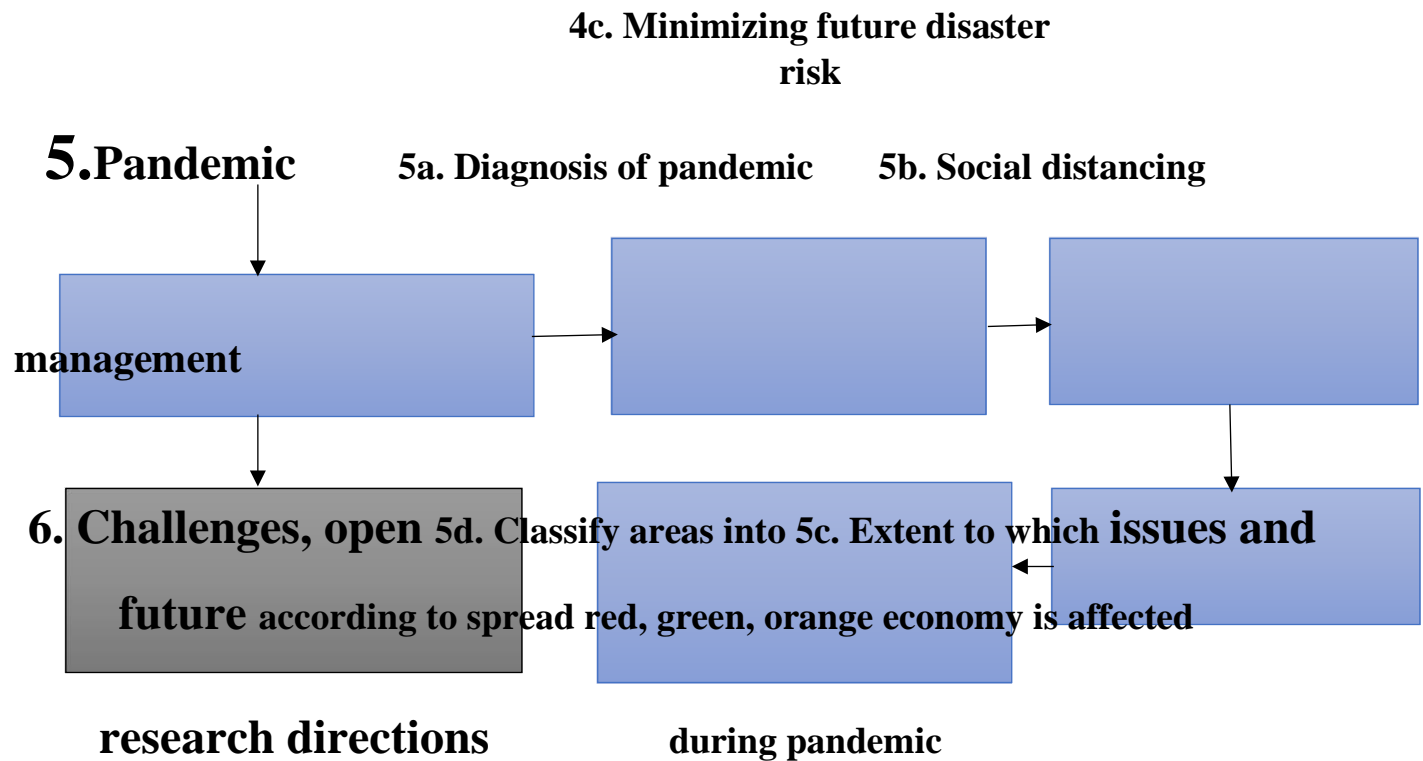 4c. Minimizing future disaster
risk
5.Pandemic 5a. Diagnosis of pandemic 5b. Social distancing
management
6. Challenges, open 5d. Classify areas into 5c. Extent to which issues and
future according to spread red, green, orange economy is affected
research directions during pandemic